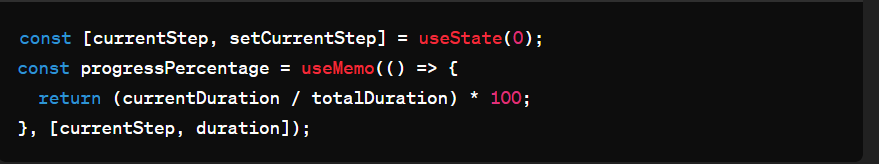 const [currentStep, setCurrentStep] = useState(0);
const progressPercentage = useMemo(() => {
  return (currentDuration / totalDuration) * 100;
}, [currentStep, duration]);